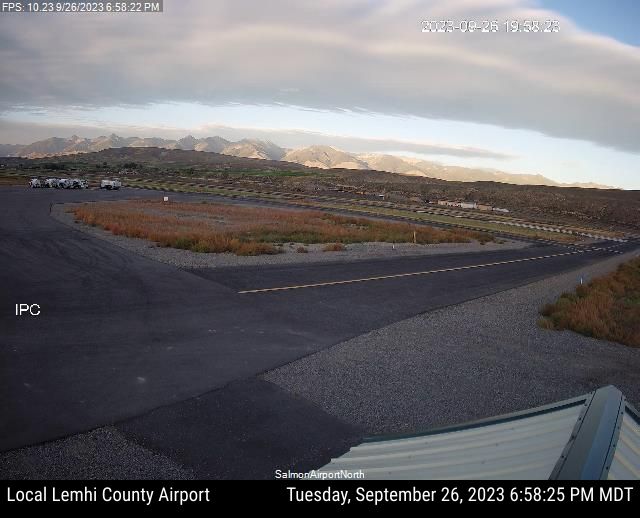 FPS: 10.23 9/26/2023 6:58:22 PM
2023-09-26 19:58:23
IPC
SalmonAirportNorth
Local Lemhi County Airport Tuesday, September 26, 2023 6:58:25 PM MDT